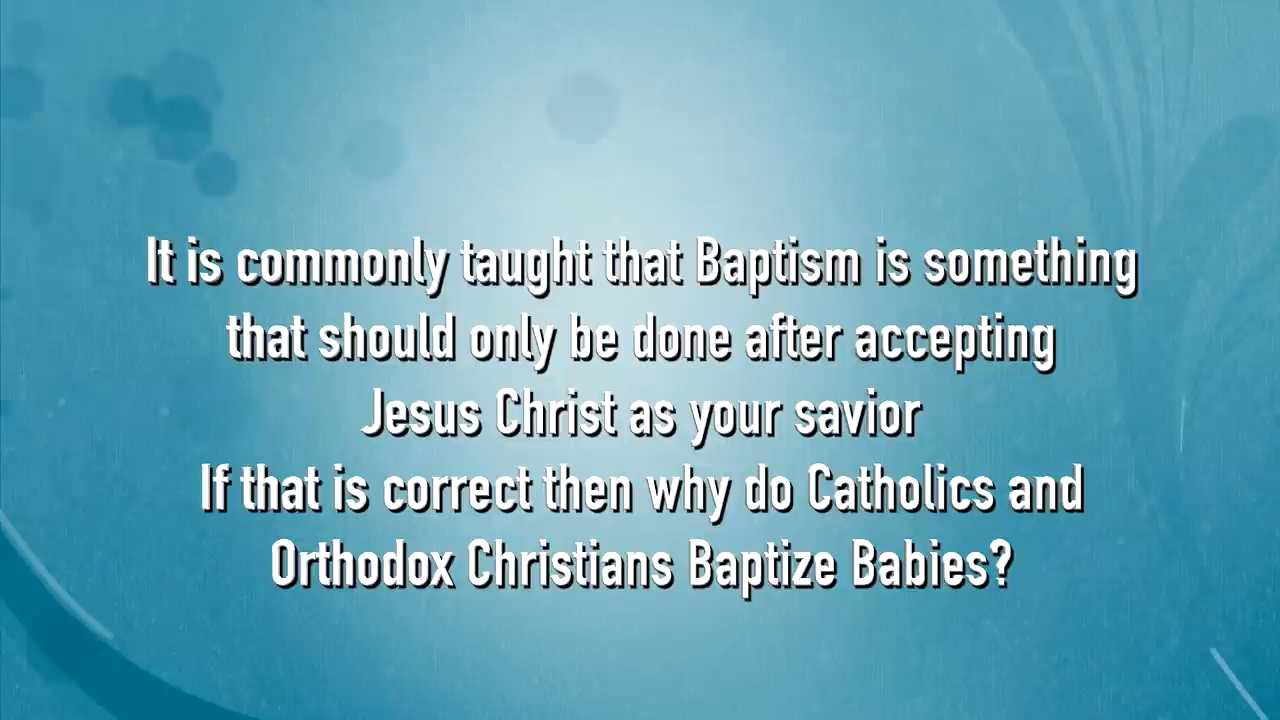 It is commonly taught that Baptism is something
that should only be done after accepting
Jesus Christ as your savior
If that is correct then why do Catholics and
Orthodox Christians Baptize Babies?